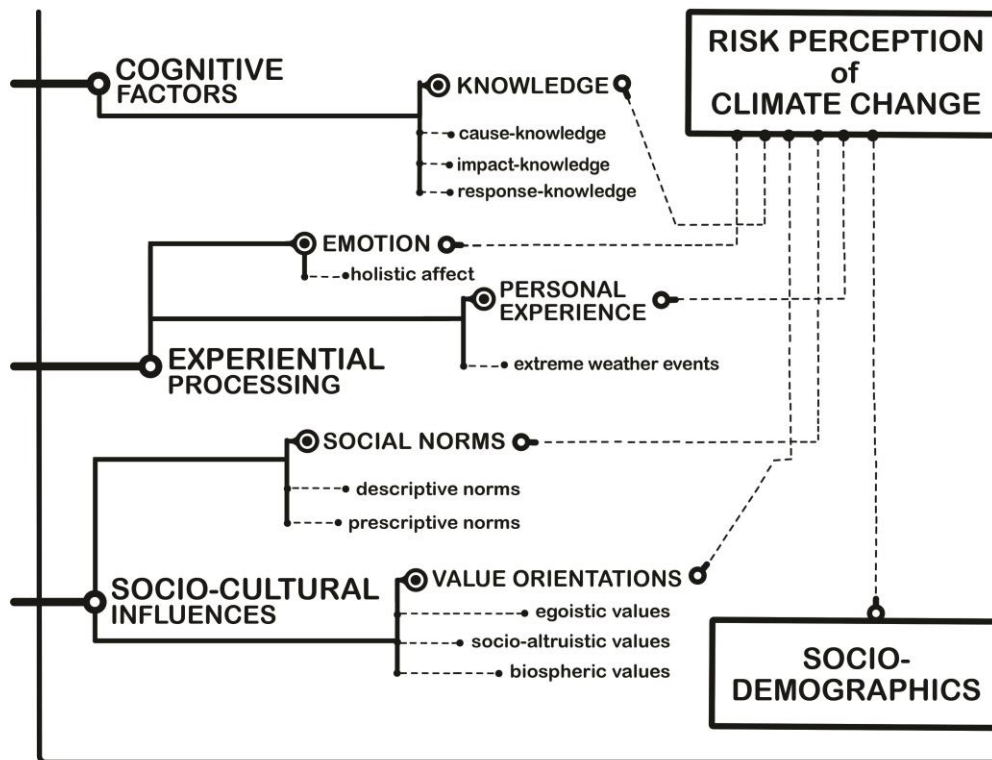 COGNITIVE
FACTORS
KNOWLEDGE
cause-knowledge
impact-knowledge
response-knowledge
RISK PERCEPTION
of
CLIMATE CHANGE
EMOTION
holistic affect
PERSONAL
EXPERIENCE
extreme weather events
EXPERIENTIAL
PROCESSING
SOCIAL NORMS
descriptive norms
prescriptive norms
SOCIO-CULTURAL
INFLUENCES
VALUE ORIENTATIONS
egoistic values
socio-altruistic values
biospheric values
SOCIO-
DEMOGRAPHICS